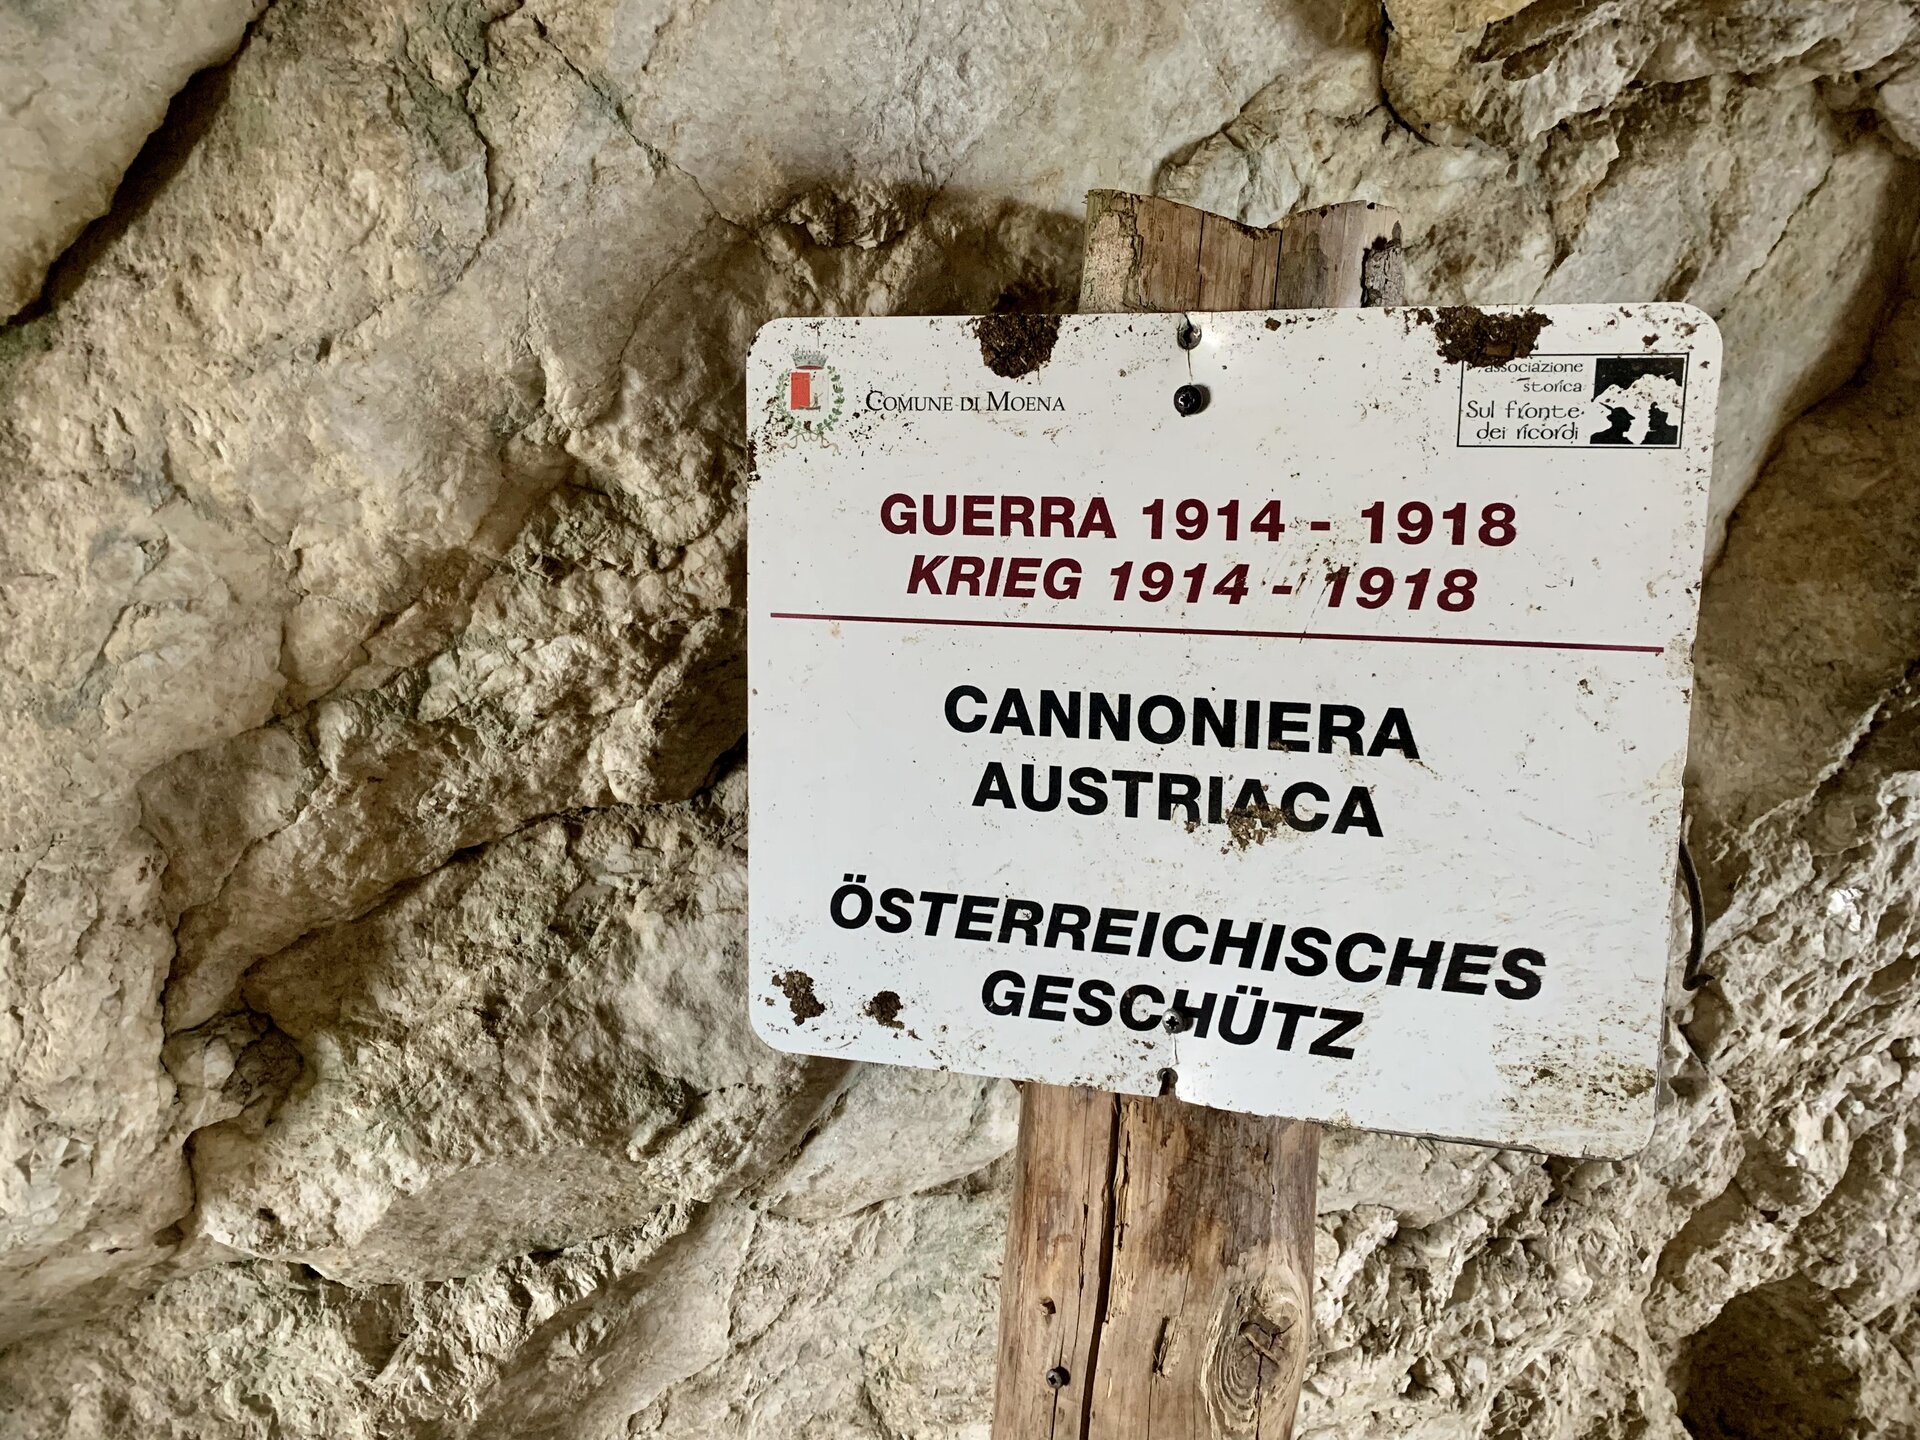 COMUNE DI MOENA
associazione
storica
Sul fronte
dei ricordi
GUERRA 1914 - 1918
KRIEG 1914 - 1918
CANNONIERA
AUSTRIACA
ÖSTERREICHISCHES
GESCHÜTZ